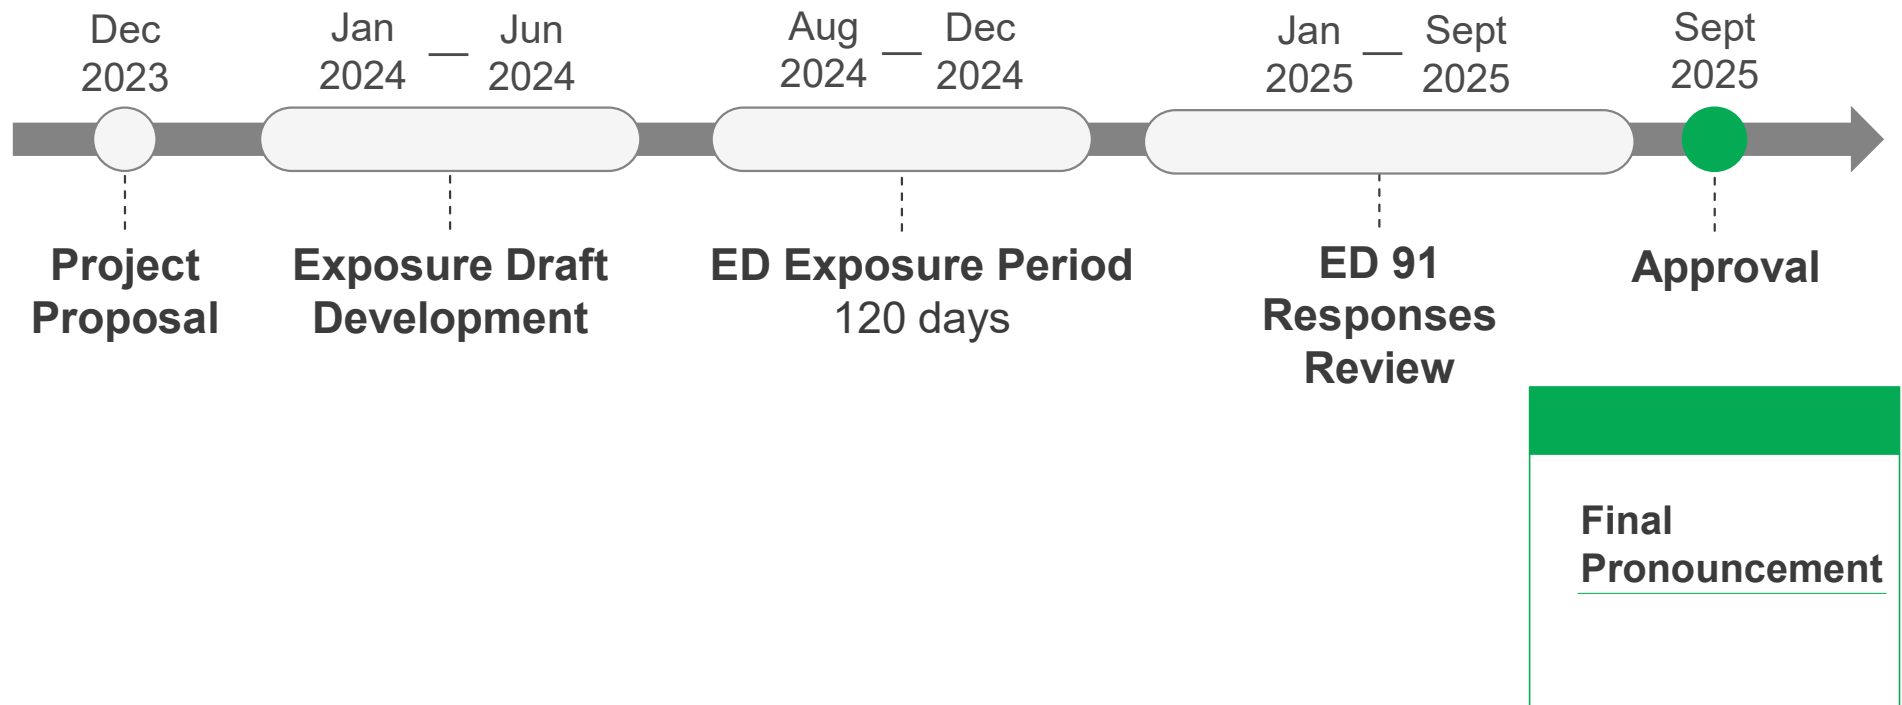 Dec
2023
Jan
2024
—
Jun
2024
Aug
2024
—
Dec
2024
Jan
2025
—
Sept
2025
Sept
2025
Project
Proposal
Exposure Draft
Development
ED Exposure Period
120 days
ED 91
Responses
Review
Approval
Final
Pronouncement